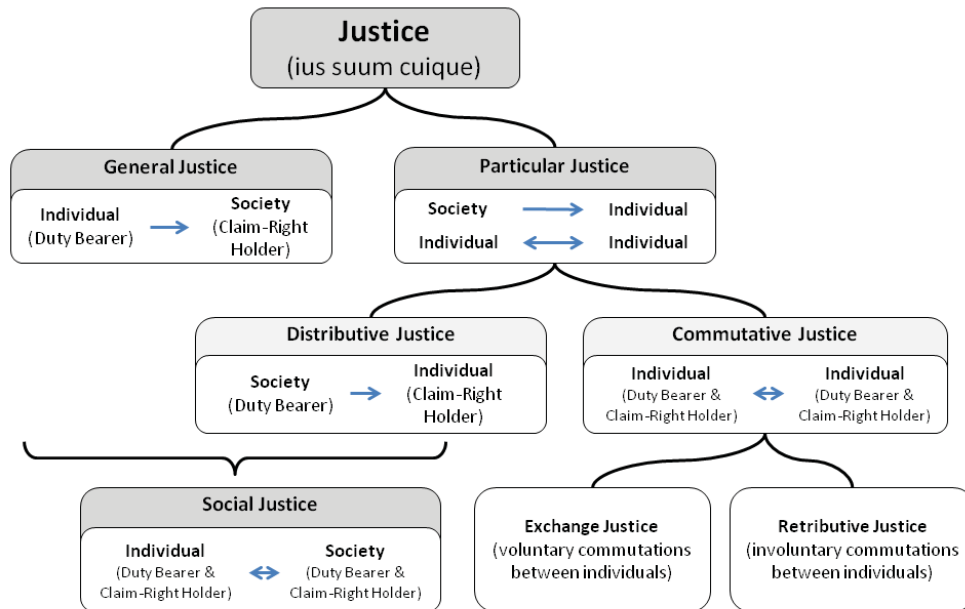 Justice
(ius suum cuique)
General Justice
Individual
(Duty Bearer)
Society
(Claim-Right
Holder)
Particular Justice
Society Individual
Individual Individual
Distributive Justice
Society
(Duty Bearer)
Individual
(Claim-Right
Holder)
Commutative Justice
Individual
(Duty Bearer &
Claim-Right Holder)
Individual
(Duty Bearer &
Claim-Right Holder)
Social Justice
Individual
(Duty Bearer &
Claim-Right Holder)
Society
(Duty Bearer &
Claim-Right Holder)
Exchange Justice
(voluntary commutations
between individuals)
Retributive Justice
(involuntary commutations
between individuals)